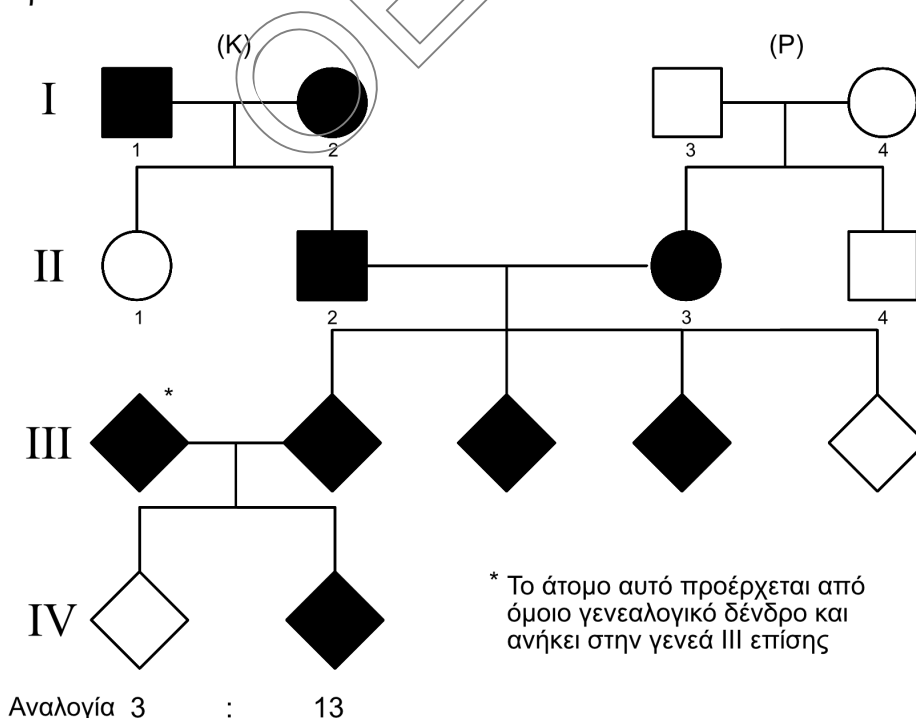 (Κ) (Ρ)
I
1 2 3 4
II
1 2 3 4
*
III
* Το άτομο αυτό προέρχεται από
όμοιο γενεαλογικό δένδρο και
ανήκει στην γενεά III επίσης
IV
Αναλογία 3 : 13